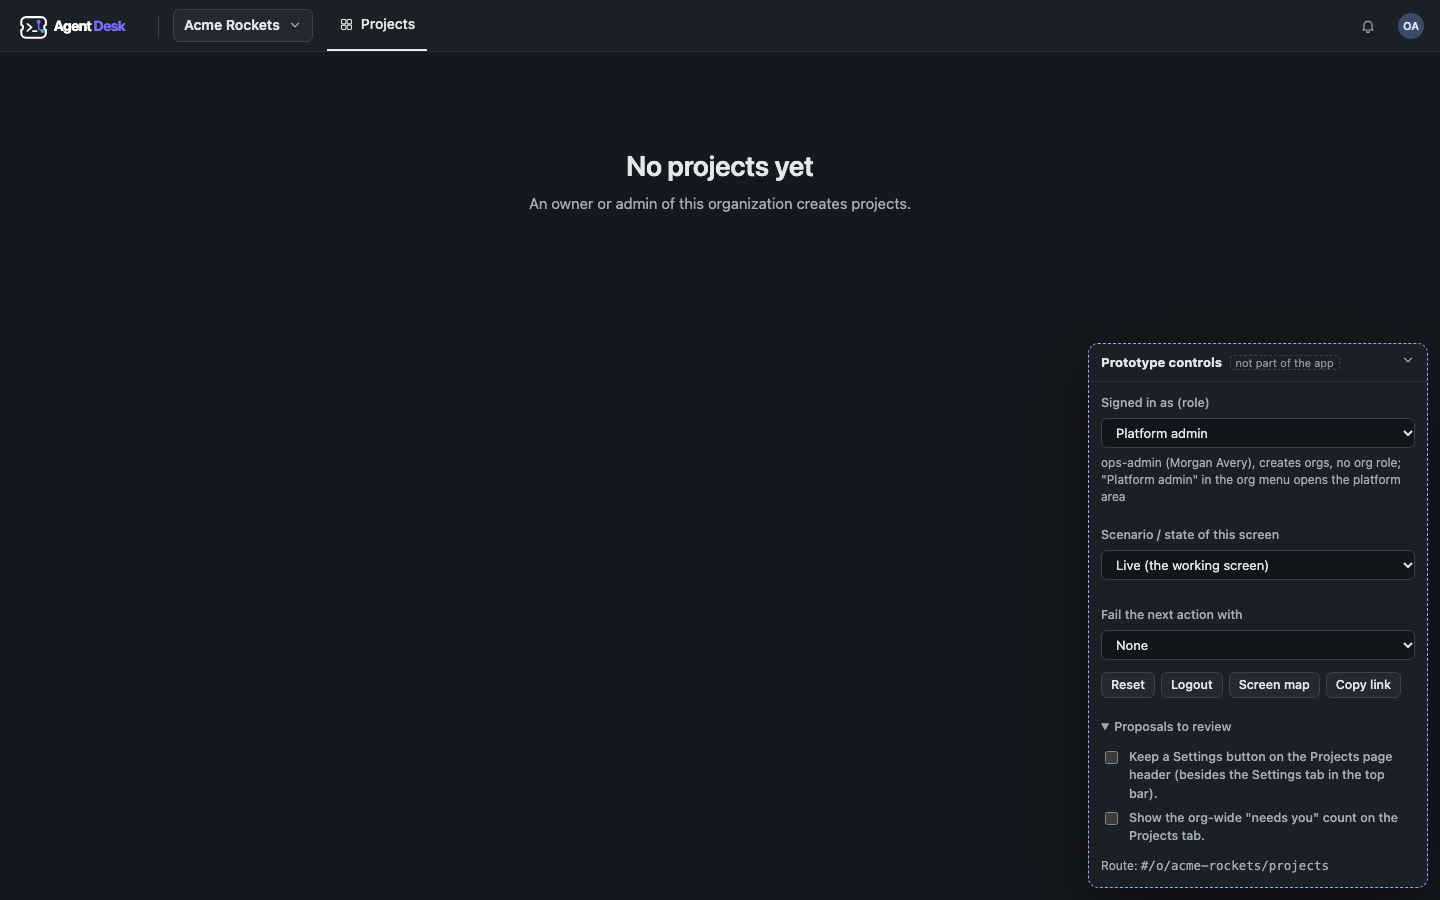 AgentDesk
Acme Rockets
Projects
OA
No projects yet
An owner or admin of this organization creates projects.
Prototype controls not part of the app
Signed in as (role)
Platform admin
ops-admin (Morgan Avery), creates orgs, no org role;
"Platform admin" in the org menu opens the platform
area
Scenario / state of this screen
Live (the working screen)
Fail the next action with
None
Reset Logout Screen map Copy link
Proposals to review
Keep a Settings button on the Projects page
header (besides the Settings tab in the top
bar).
Show the org-wide "needs you" count on the
Projects tab.
Route: #/o/acme-rockets/projects